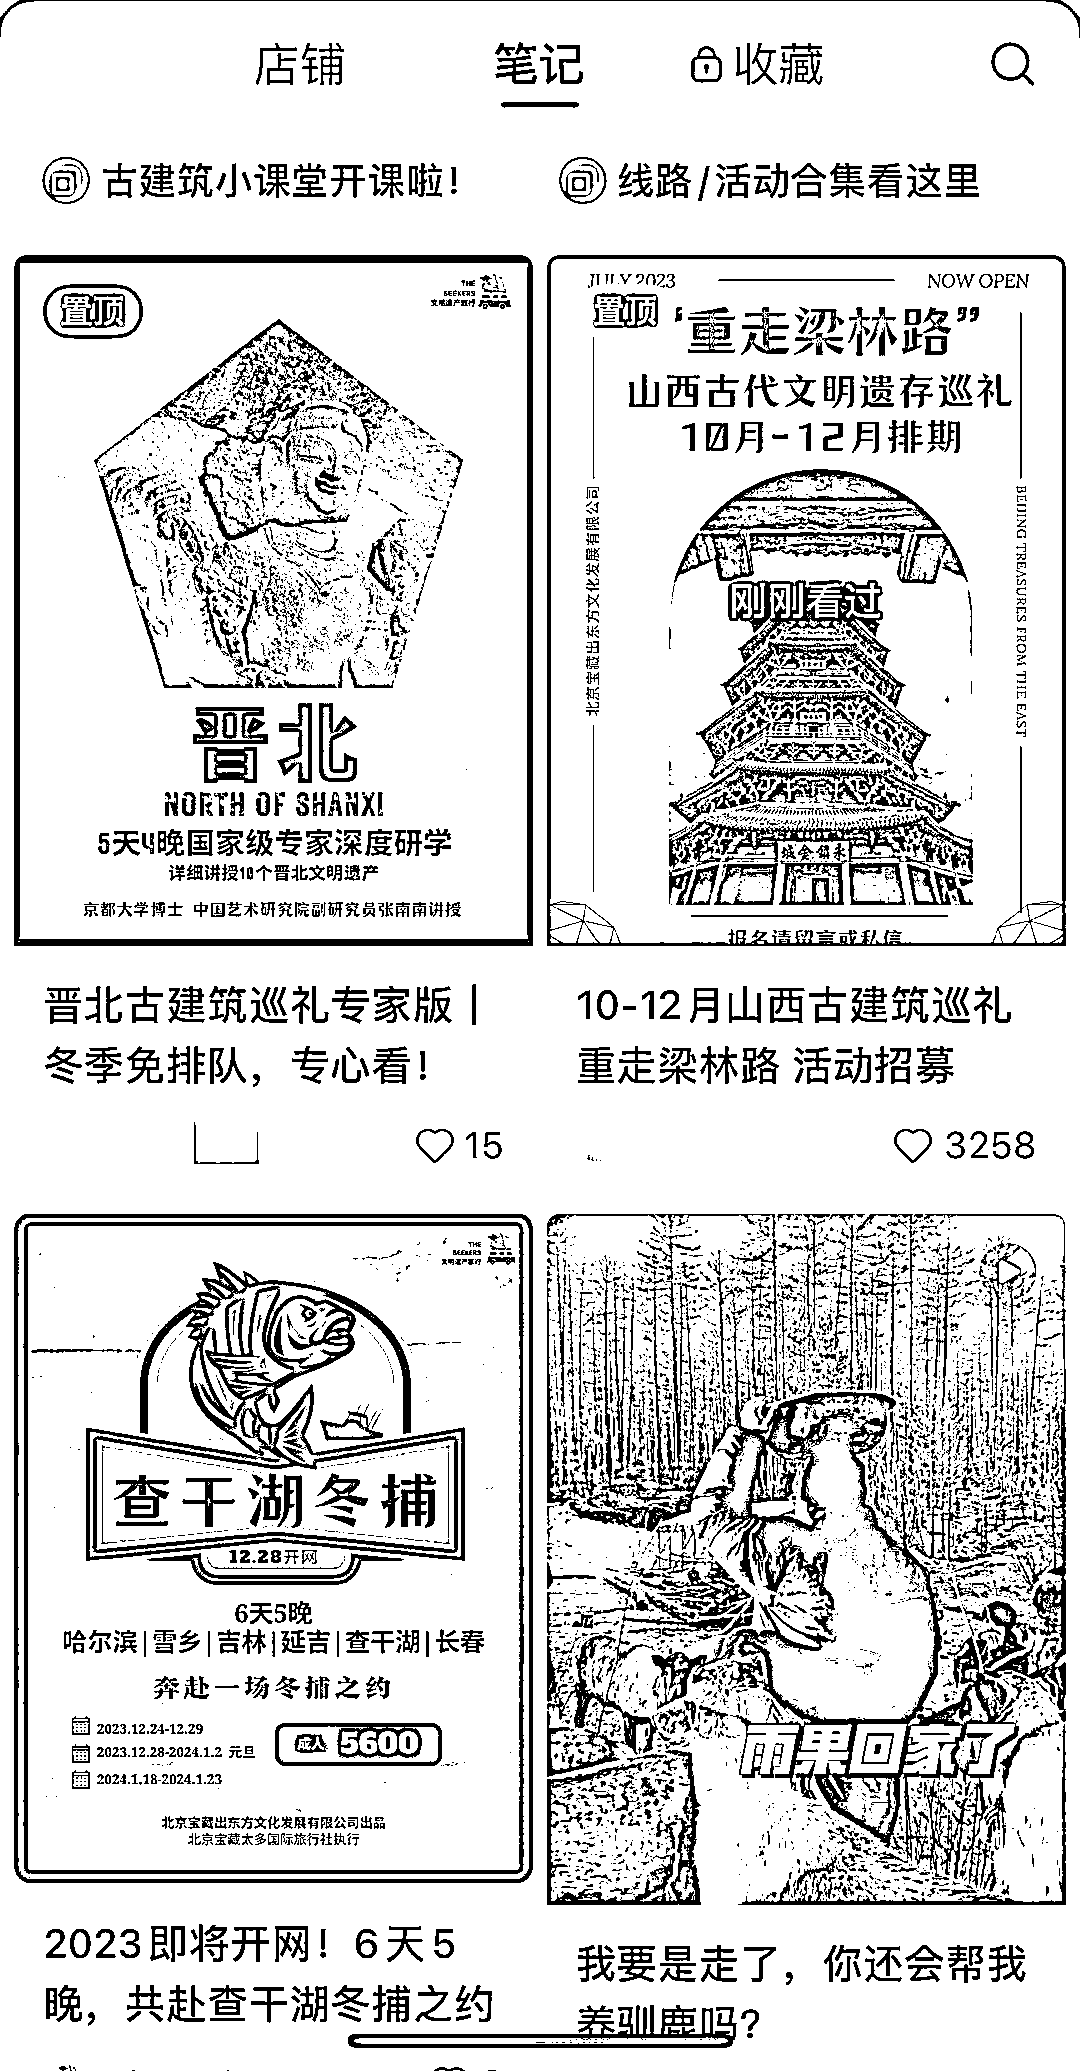 店铺
笔记
收藏
古建筑小课堂开课啦！
线路/活动合集看这里
置顶
THE
SEEKERS
文明遗产旅行
晋北
NORTH OF SHANXI
5天4晚国家级专家深度研学
详细讲授10个晋北文明遗产
京都大学博士 中国艺术研究院副研究员张南南讲授
晋北古建筑巡礼专家版｜
冬季免排队，专心看！
15
JULY 2023
NOW OPEN
置顶
“重走梁林路”
山西古代文明遗存巡礼
10月-12月排期
北京宝藏出东方文化发展有限公司
BEIJING TREASURES FROM THE EAST
刚刚看过
报名请留言或私信
10-12月山西古建筑巡礼
重走梁林路 活动招募
3258
THE
SEEKERS
文明遗产旅行
查干湖冬捕
12.28开网
6天5晚
哈尔滨|雪乡|吉林|延吉|查干湖|长春
奔赴一场冬捕之约
2023.12.24-12.29
2023.12.28-2024.1.2 元旦
2024.1.18-2024.1.23
成人 5600
北京宝藏出东方文化发展有限公司出品
北京宝藏太多国际旅行社执行
2023即将开网！6天5
晚，共赴查干湖冬捕之约
雨果回家了
我要是走了，你还会帮我
养驯鹿吗？